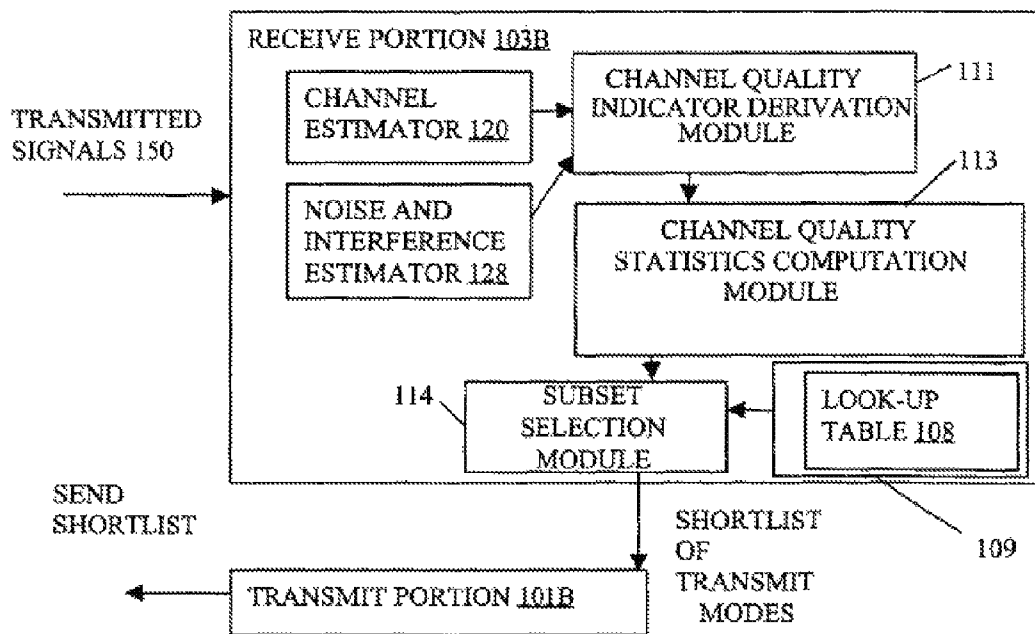 RECEIVE PORTION 103B
CHANNEL QUALITY
INDICATOR DERIVATION
MODULE
111
CHANNEL
ESTIMATOR 120
TRANSMITTED
SIGNALS 150
113
NOISE AND
INTERFERENCE
ESTIMATOR 128
CHANNEL QUALITY
STATISTICS COMPUTATION
MODULE
114
SUBSET
SELECTION
MODULE
LOOK-UP
TABLE 108
109
SEND
SHORTLIST
SHORTLIST
OF
TRANSMIT
MODES
TRANSMIT PORTION 101B